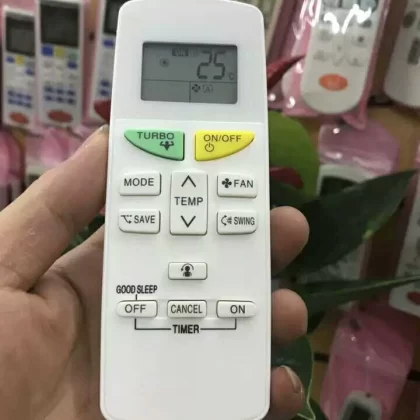 25°C
TURBO
ON/OFF
MODE
TEMP
FAN
SAVE
SWING
GOOD SLEEP
OFF
CANCEL
ON
TIMER